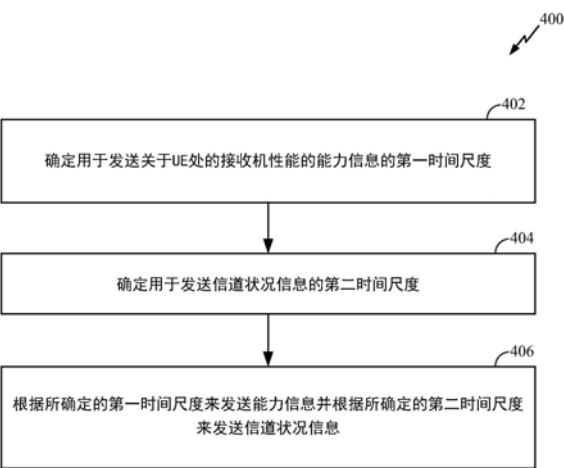 400
402
确定用于发送关于UE处的接收机性能的能力信息的第一时间尺度
404
确定用于发送信道状况信息的第二时间尺度
406
根据所确定的第一时间尺度来发送能力信息并根据所确定的第二时间尺度
来发送信道状况信息